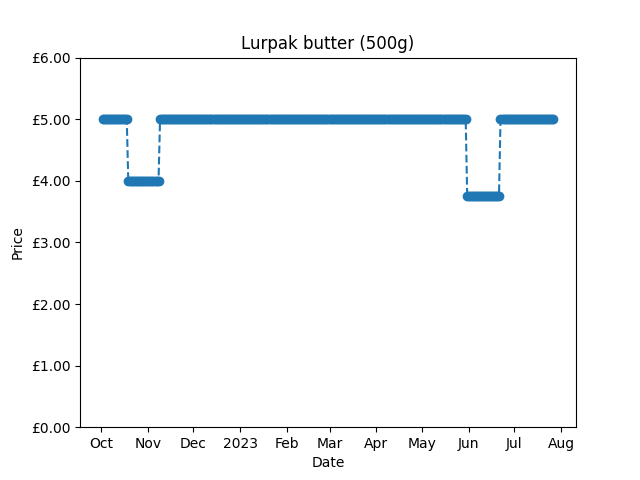 Lurpak butter (500g)
£6.00
£5.00
£4.00
£3.00
£2.00
£1.00
£0.00
Price
Oct Nov Dec 2023 Feb Mar Apr May Jun Jul Aug
Date